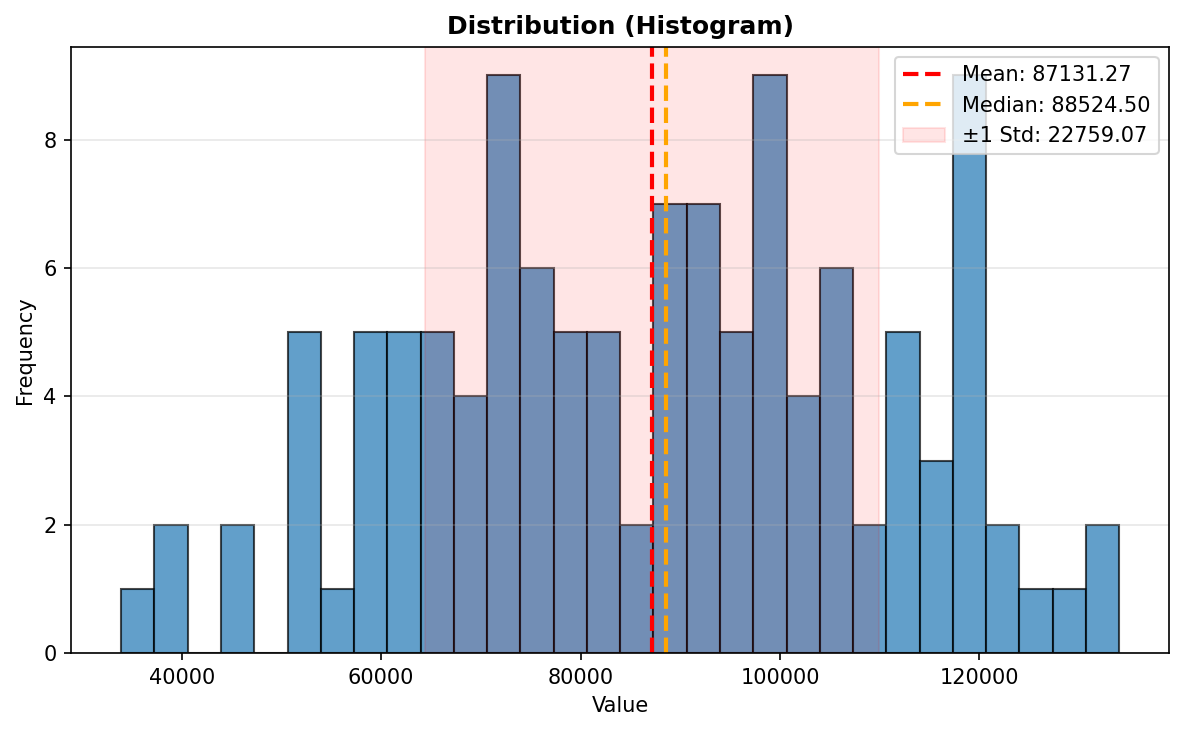 Distribution (Histogram)
Mean: 87131.27
Median: 88524.50
±1 Std: 22759.07
Frequency
8
6
4
2
0
40000 60000 80000 100000 120000
Value